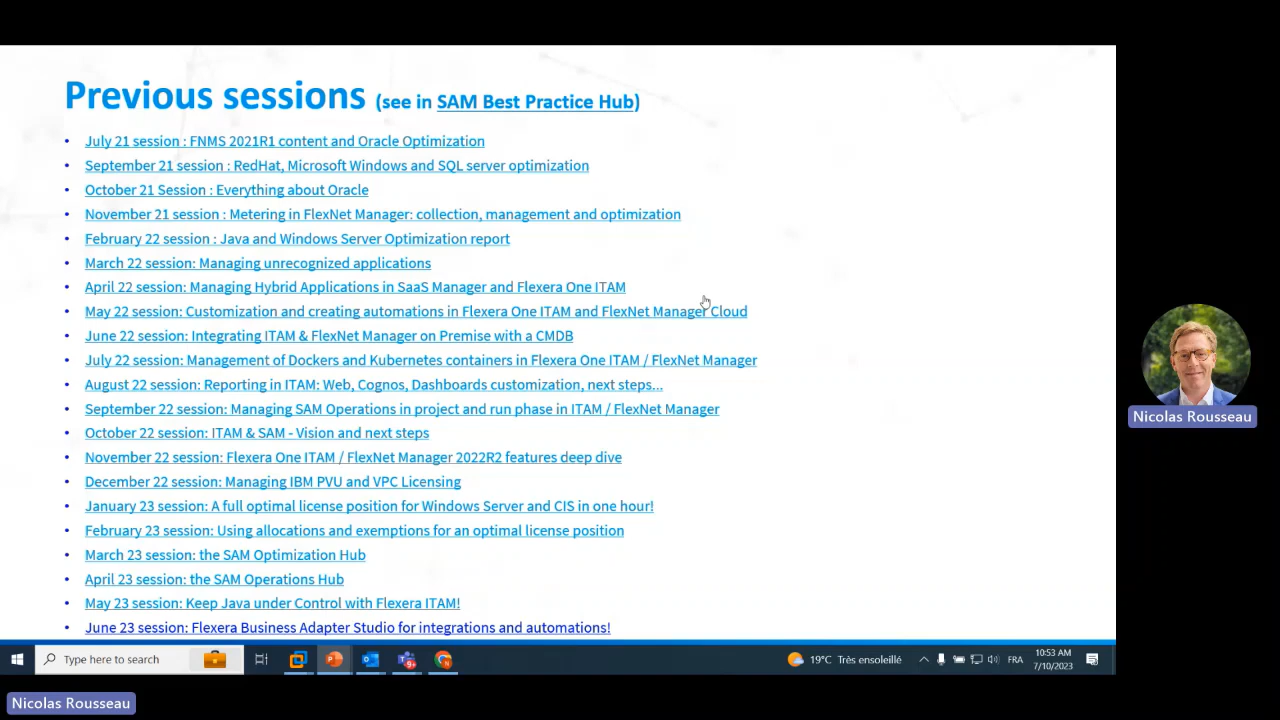 Previous sessions (see in SAM Best Practice Hub)
• July 21 session : FNMS 2021R1 content and Oracle Optimization
• September 21 session : RedHat, Microsoft Windows and SQL server optimization
• October 21 Session : Everything about Oracle
• November 21 session : Metering in FlexNet Manager: collection, management and optimization
• February 22 session : Java and Windows Server Optimization report
• March 22 session: Managing unrecognized applications
• April 22 session: Managing Hybrid Applications in SaaS Manager and Flexera One ITAM
• May 22 session: Customization and creating automations in Flexera One ITAM and FlexNet Manager Cloud
• June 22 session: Integrating ITAM & FlexNet Manager on Premise with a CMDB
• July 22 session: Management of Dockers and Kubernetes containers in Flexera One ITAM / FlexNet Manager
• August 22 session: Reporting in ITAM: Web, Cognos, Dashboards customization, next steps...
• September 22 session: Managing SAM Operations in project and run phase in ITAM / FlexNet Manager
• October 22 session: ITAM & SAM - Vision and next steps
• November 22 session: Flexera One ITAM / FlexNet Manager 2022R2 features deep dive
• December 22 session: Managing IBM PVU and VPC Licensing
• January 23 session: A full optimal license position for Windows Server and CIS in one hour!
• February 23 session: Using allocations and exemptions for an optimal license position
• March 23 session: the SAM Optimization Hub
• April 23 session: the SAM Operations Hub
• May 23 session: Keep Java under Control with Flexera ITAM!
• June 23 session: Flexera Business Adapter Studio for integrations and automations!
Nicolas Rousseau
Type here to search
19°C Très ensoleillé
FRA
10:53 AM
7/10/2023
Nicolas Rousseau